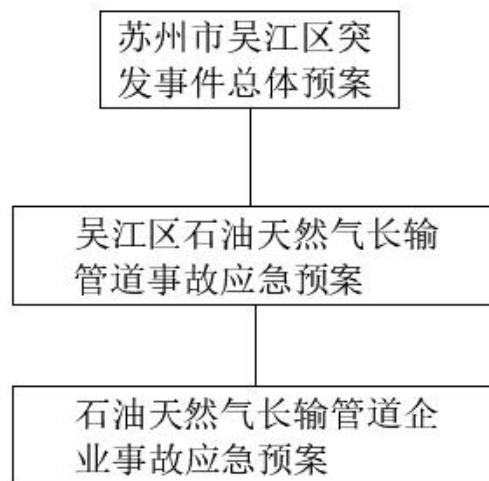 苏州市吴江区突
发事件总体预案
吴江区石油天然气长输
管道事故应急预案
石油天然气长输管道企
业事故应急预案